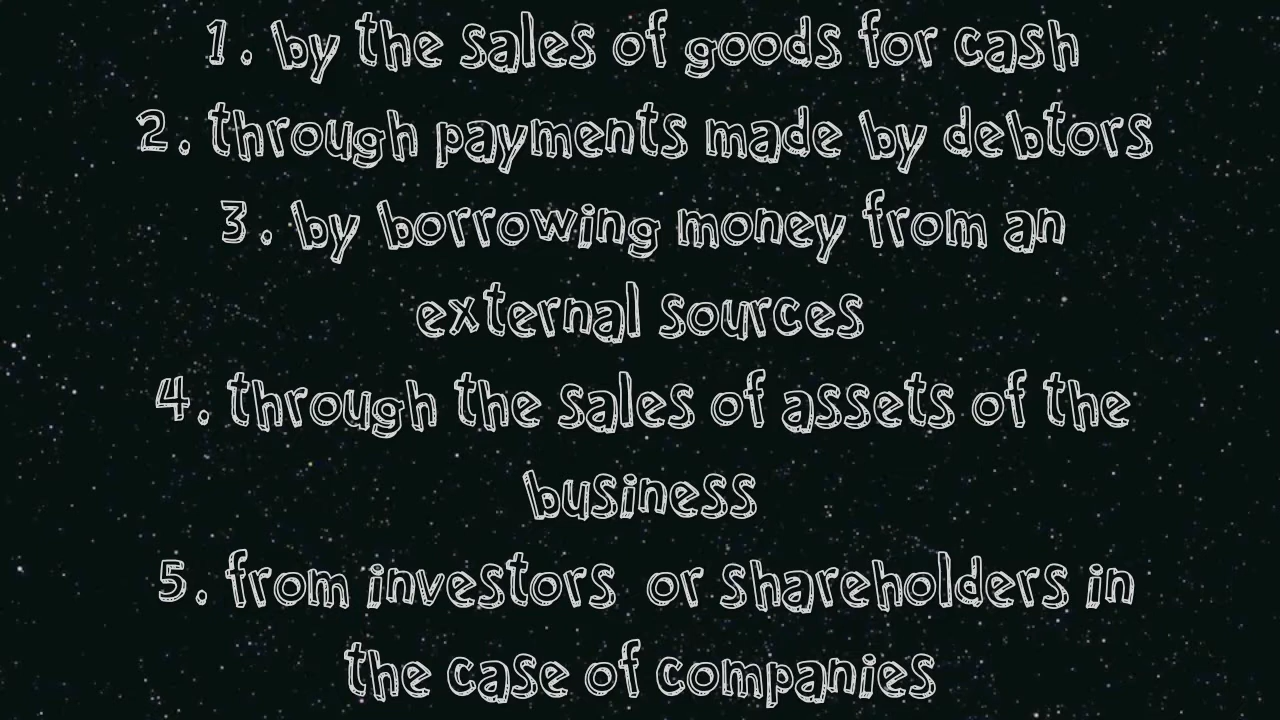 1. by the sales of goods for cash
2. through payments made by debtors
3. by borrowing money from an
external sources
4. through the sales of assets of the
business
5. from investors or shareholders in
the case of companies